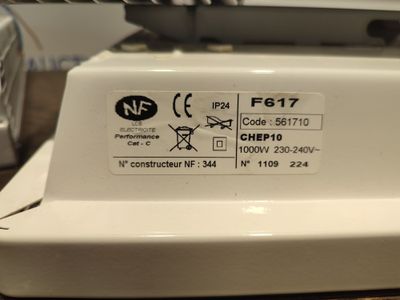 NF
LCIE
ELECTRICITE
Performance
Cat - C
CE
IP24
N° constructeur NF : 344
F617
Code : 561710
CHEP10
1000W 230-240V~
N° 1109 224